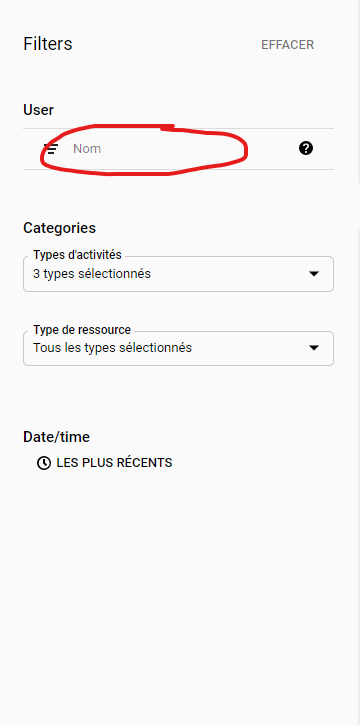 Filters
EFFACER
User
Nom
Categories
Types d'activités
3 types sélectionnés
Type de ressource
Tous les types sélectionnés
Date/time
LES PLUS RÉCENTS